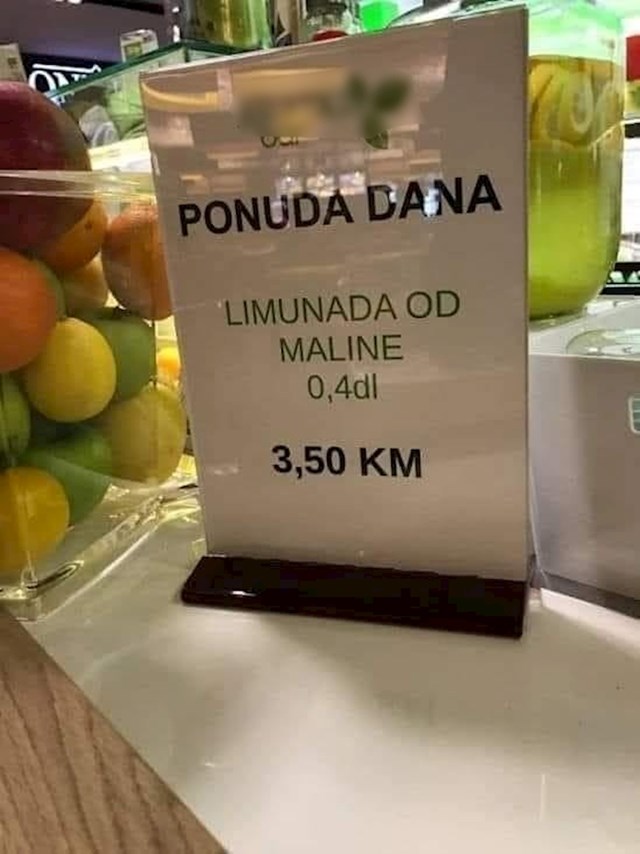 PONUDA DANA
LIMUNADA OD
MALINE
0,4dl
3,50 KM